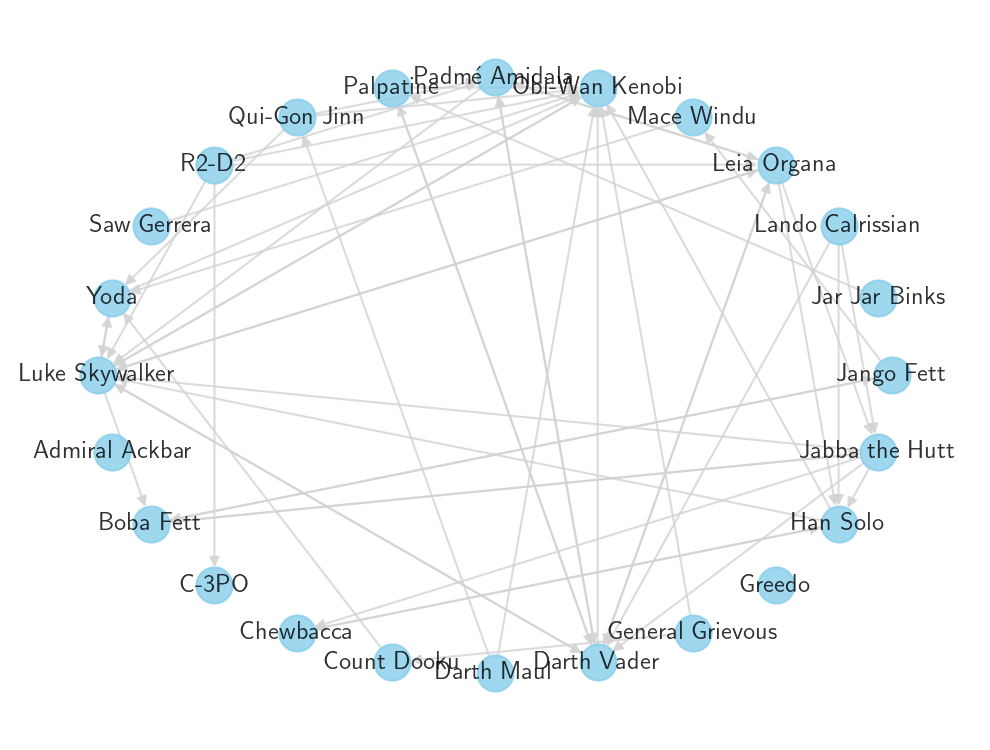 Padmé Amidala
Palpatine
Obi-Wan Kenobi
Qui-Gon Jinn
Mace Windu
R2-D2
Leia Organa
Saw Gerrera
Lando Calrissian
Yoda
Jar Jar Binks
Luke Skywalker
Jango Fett
Admiral Ackbar
Jabba the Hutt
Boba Fett
Han Solo
C-3PO
Greedo
Chewbacca
General Grievous
Count Dooku
Darth Vader
Darth Maul